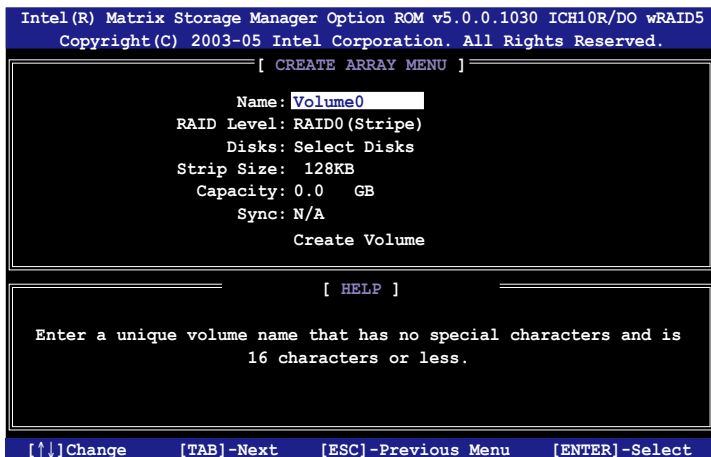 Intel(R) Matrix Storage Manager Option ROM v5.0.0.1030 ICH10R/DO wRAID5
Copyright(C) 2003-05 Intel Corporation. All Rights Reserved.
[ CREATE ARRAY MENU ]
Name: Volume0
RAID Level: RAID0(Stripe)
Disks: Select Disks
Strip Size: 128KB
Capacity: 0.0 GB
Sync: N/A
Create Volume
[ HELP ]
Enter a unique volume name that has no special characters and is
16 characters or less.
[↑↓]Change [TAB]-Next [ESC]-Previous Menu [ENTER]-Select